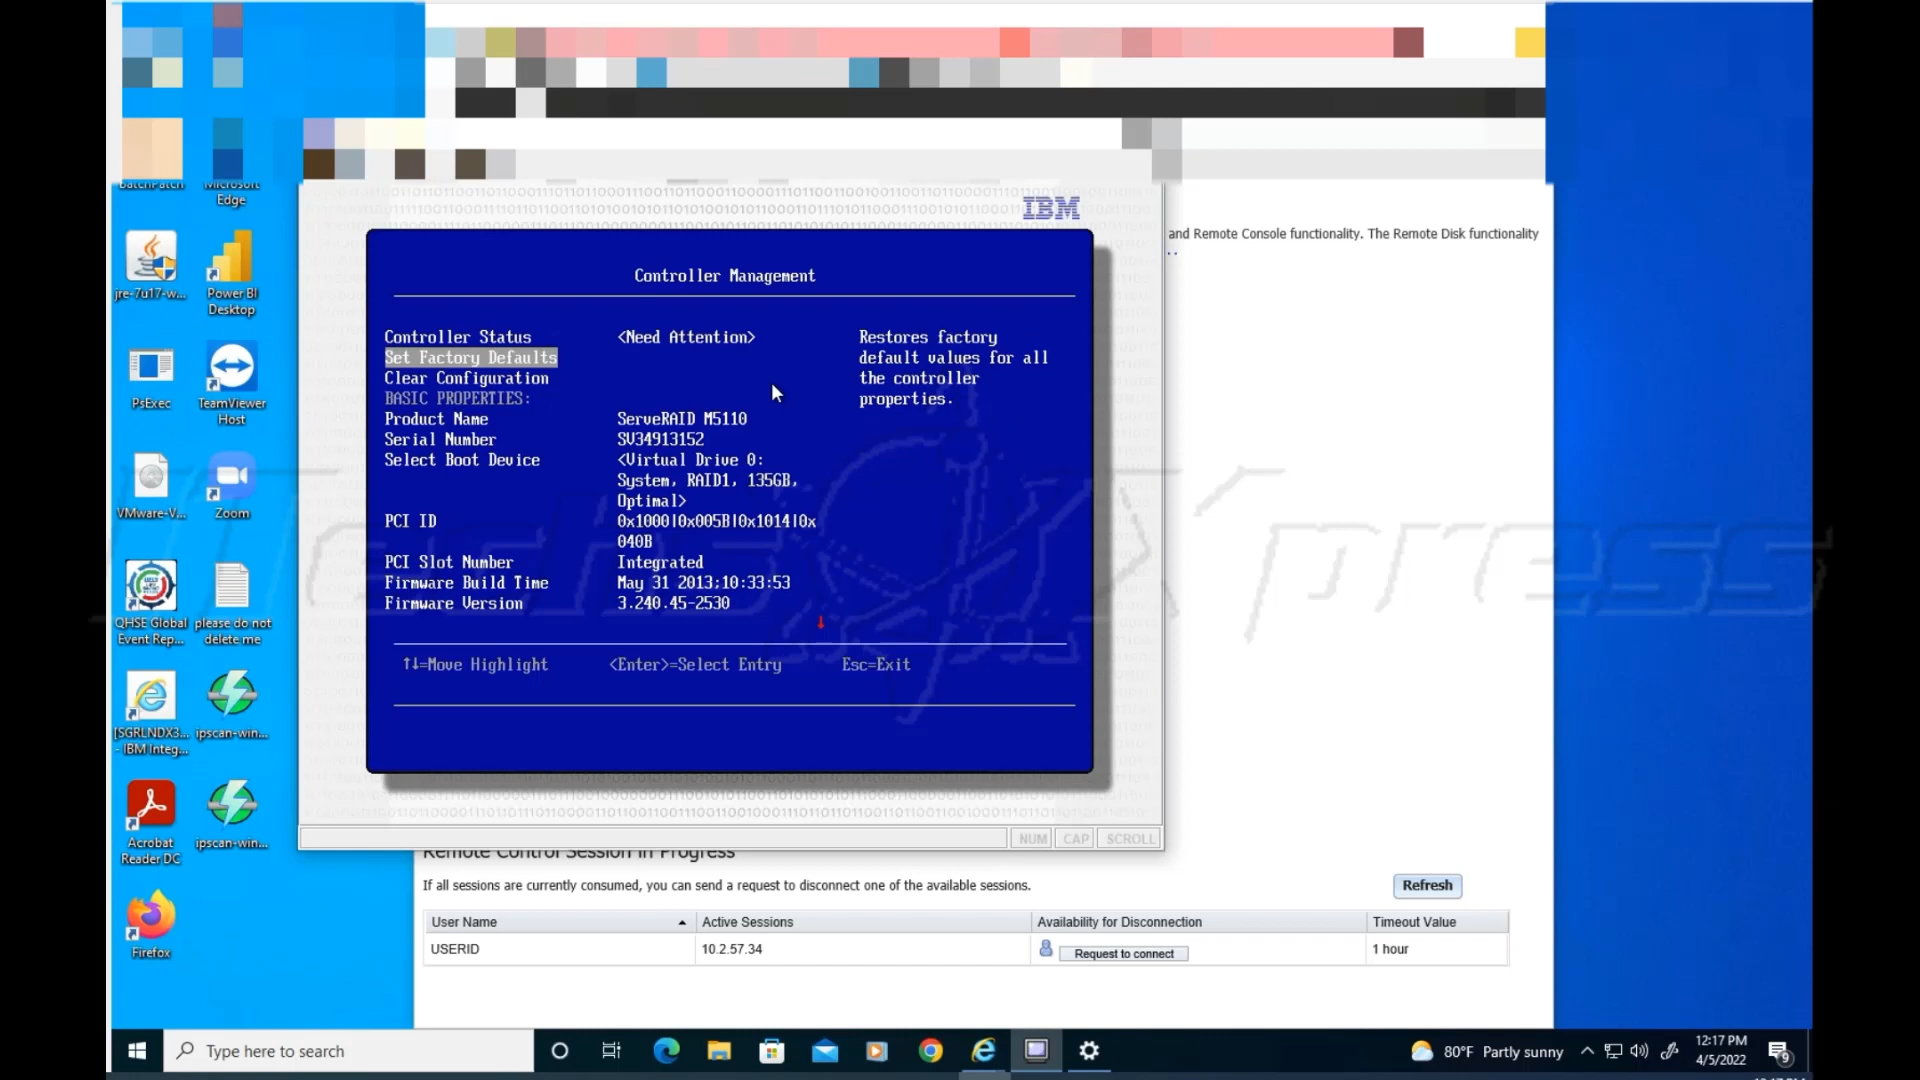 BatchPatch
Microsoft
Edge
jre-7u17-w...
Power BI
Desktop
PsExec
TeamViewer
Host
VMware-V...
Zoom
QHSE Global
Event Rep...
please do not
delete me
[SGRLNDX3...
- IBM Integ...
ipscan-win...
Acrobat
Reader DC
ipscan-win...
Firefox
IBM
and Remote Console functionality. The Remote Disk functionality
Controller Management
Controller Status <Need Attention>
Set Factory Defaults
Clear Configuration
BASIC PROPERTIES:
Product Name ServeRAID M5110
Serial Number SV34913152
Select Boot Device <Virtual Drive 0:
System, RAID1, 135GB,
Optimal>
PCI ID 0x1000|0x005B|0x1014|0x
040B
PCI Slot Number Integrated
Firmware Build Time May 31 2013;10:33:53
Firmware Version 3.240.45-2530
Restores factory
default values for all
the controller
properties.
↑↓=Move Highlight <Enter>=Select Entry Esc=Exit
NUM CAP SCROLL
Remote Control Session in Progress
If all sessions are currently consumed, you can send a request to disconnect one of the available sessions.
Refresh
User Name Active Sessions Availability for Disconnection Timeout Value
USERID 10.2.57.34 Request to connect 1 hour
Type here to search
80°F Partly sunny
12:17 PM
4/5/2022
9